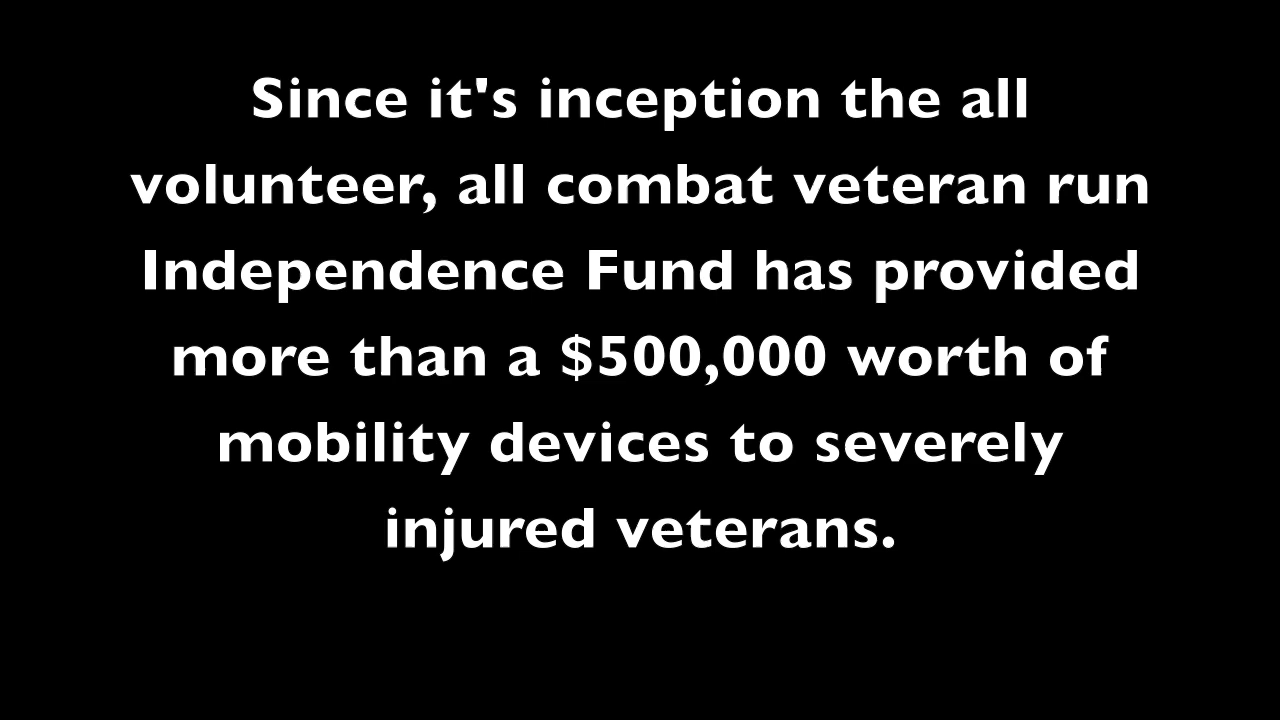 Since it's inception the all
volunteer, all combat veteran run
Independence Fund has provided
more than a $500,000 worth of
mobility devices to severely
injured veterans.